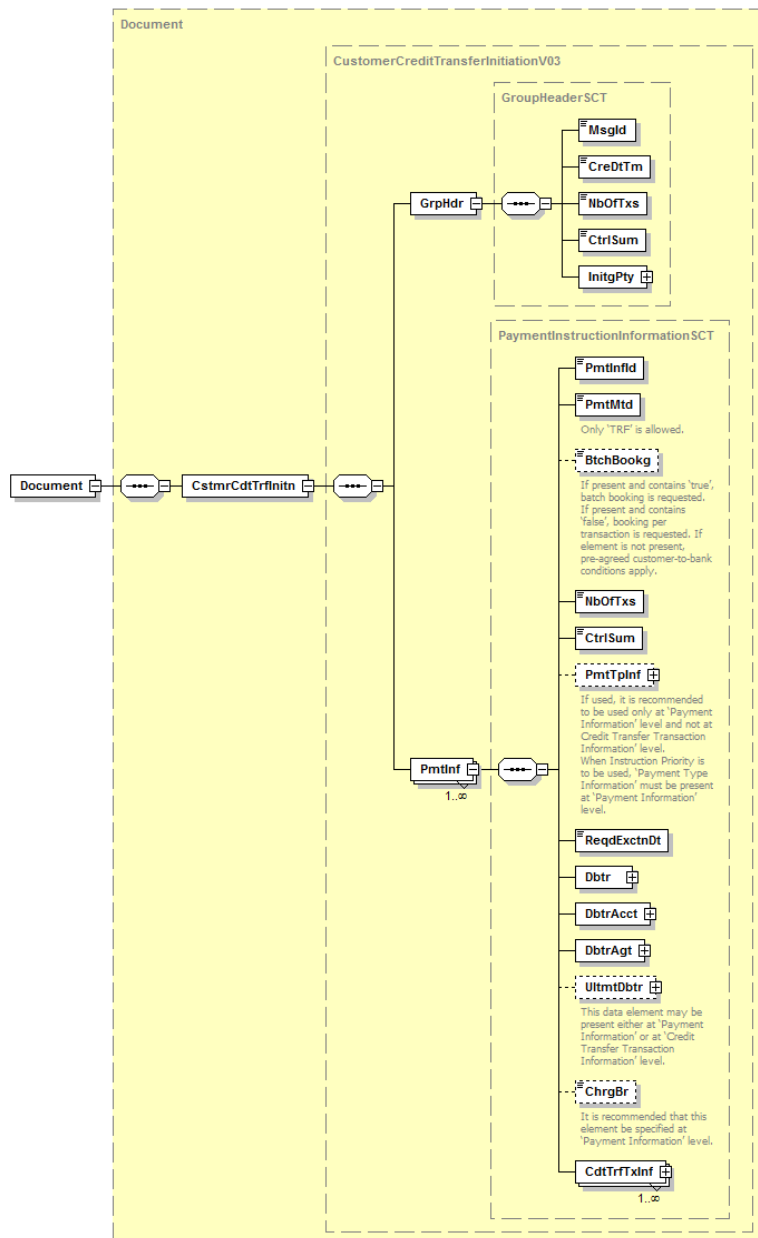 Document
CustomerCreditTransferInitiationV03
GroupHeaderSCT
MsgId
CreDtTm
GrpHdr
NbOfTxs
CtrlSum
InitgPty
PaymentInstructionInformationSCT
PmtInfId
PmtMtd
Only 'TRF' is allowed.
BtchBookg
If present and contains 'true',
batch booking is requested.
If present and contains
'false', booking per
transaction is requested. If
element is not present,
pre-agreed customer-to-bank
conditions apply.
Document
CstmrCdtTrfInitn
NbOfTxs
CtrlSum
PmtTpInf
If used, it is recommended
to be used only at 'Payment
Information' level and not at
Credit Transfer Transaction
Information' level.
When Instruction Priority is
to be used, 'Payment Type
Information' must be present
at 'Payment Information'
level.
PmtInf
1..∞
ReqdExctnDt
Dbtr
DbtrAcct
DbtrAgt
UltmtDbtr
This data element may be
present either at 'Payment
Information' or at 'Credit
Transfer Transaction
Information' level.
ChrgBr
It is recommended that this
element be specified at
'Payment Information' level.
CdtTrfTxInf
1..∞